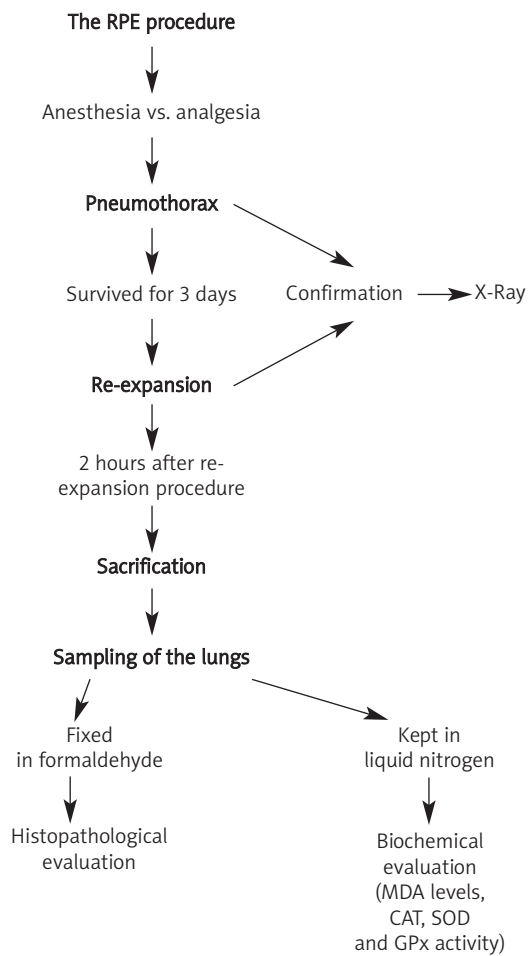 The RPE procedure
Anesthesia vs. analgesia
Pneumothorax
Survived for 3 days
Confirmation
X-Ray
Re-expansion
2 hours after re-
expansion procedure
Sacrification
Sampling of the lungs
Fixed
in formaldehyde
Histopathological
evaluation
Kept in
liquid nitrogen
Biochemical
evaluation
(MDA levels,
CAT, SOD
and GPx activity)